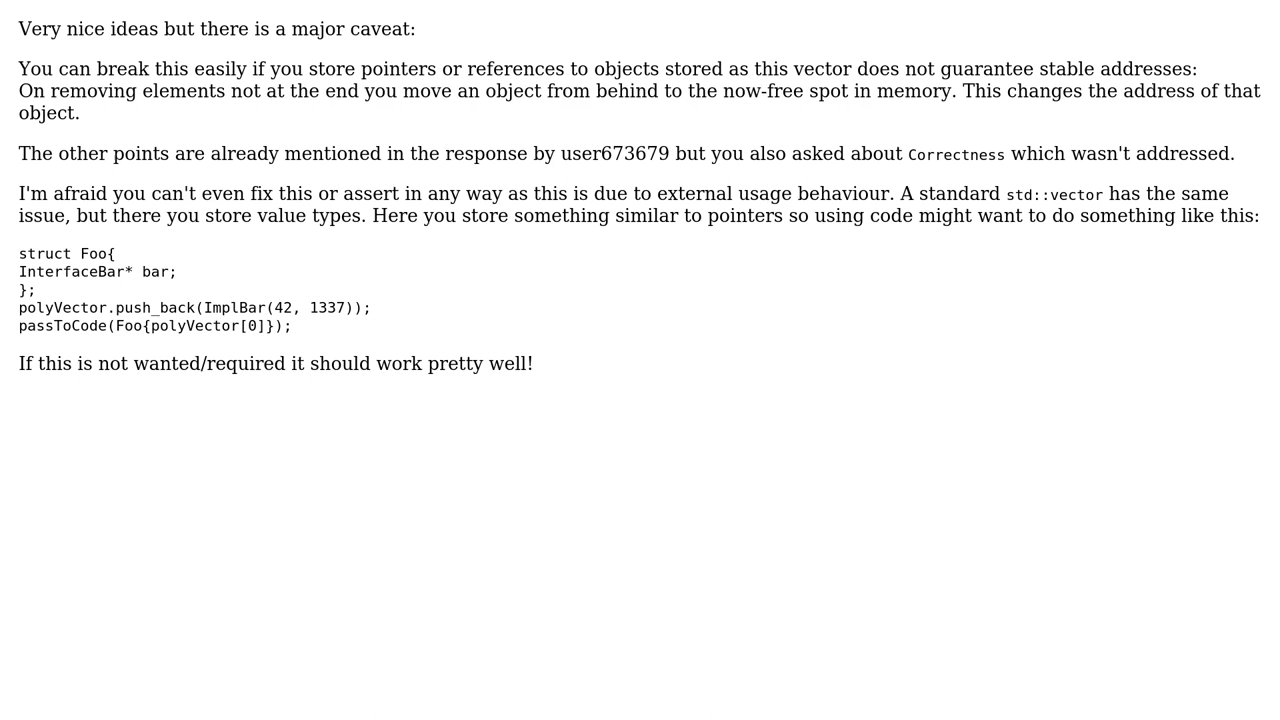 Very nice ideas but there is a major caveat:
You can break this easily if you store pointers or references to objects stored as this vector does not guarantee stable addresses:
On removing elements not at the end you move an object from behind to the now-free spot in memory. This changes the address of that
object.
The other points are already mentioned in the response by user673679 but you also asked about Correctness which wasn't addressed.
I'm afraid you can't even fix this or assert in any way as this is due to external usage behaviour. A standard std::vector has the same
issue, but there you store value types. Here you store something similar to pointers so using code might want to do something like this:
struct Foo{
InterfaceBar* bar;
};
polyVector.push_back(ImplBar(42, 1337));
passToCode(Foo{polyVector[0]});
If this is not wanted/required it should work pretty well!